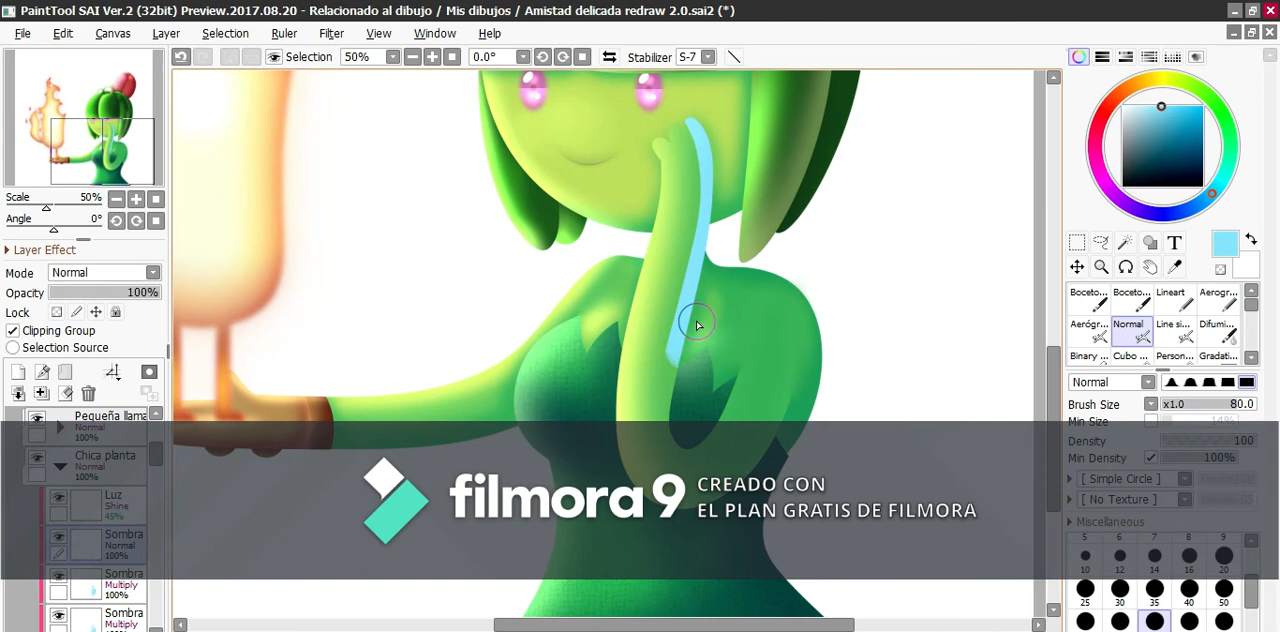 PaintTool SAI Ver.2 (32bit) Preview.2017.08.20 - Relacionado al dibujo / Mis dibujos / Amistad delicada redraw 2.0.sai2 (*)
File Edit Canvas Layer Selection Ruler Filter View Window Help
Selection 50% 0.0° Stabilizer S-7
Scale 50%
Angle 0°
Layer Effect
Mode Normal
Opacity 100%
Lock
Clipping Group
Selection Source
Pequeña llama
Normal
100%
Chica planta
Normal
100%
Luz
Shine
45%
Sombra
Normal
100%
Sombra
Multiply
100%
Sombra
Multiply
100%
filmora9
CREADO CON
EL PLAN GRATIS DE FILMORA
T
Boceto... Boceto... Lineart Aerogr...
Aerógr... Normal Line si... Difumi...
Binary Cubo ... Person... Gradati...
Normal
Brush Size x1.0 80.0
Min Size 14%
Density 100
Min Density 100%
[ Simple Circle ]
[ No Texture ]
Miscellaneous
5 6 7 8 9
10 12 14 16 20
25 30 35 40 50